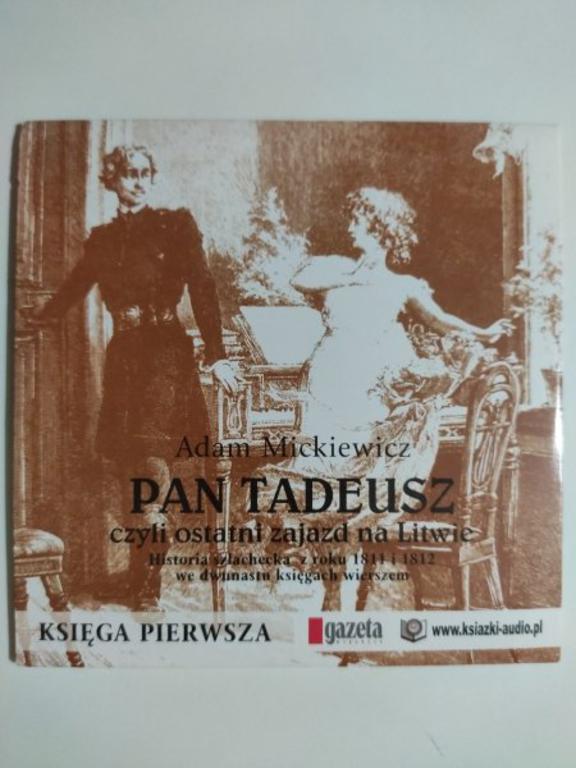 Adam Mickiewicz
PAN TADEUSZ
czyli ostatni zajazd na Litwie
Historia szlachecka z roku 1811 i 1812
we dwunastu księgach wierszem
KSIĘGA PIERWSZA
gazeta
www.ksiazki-audio.pl